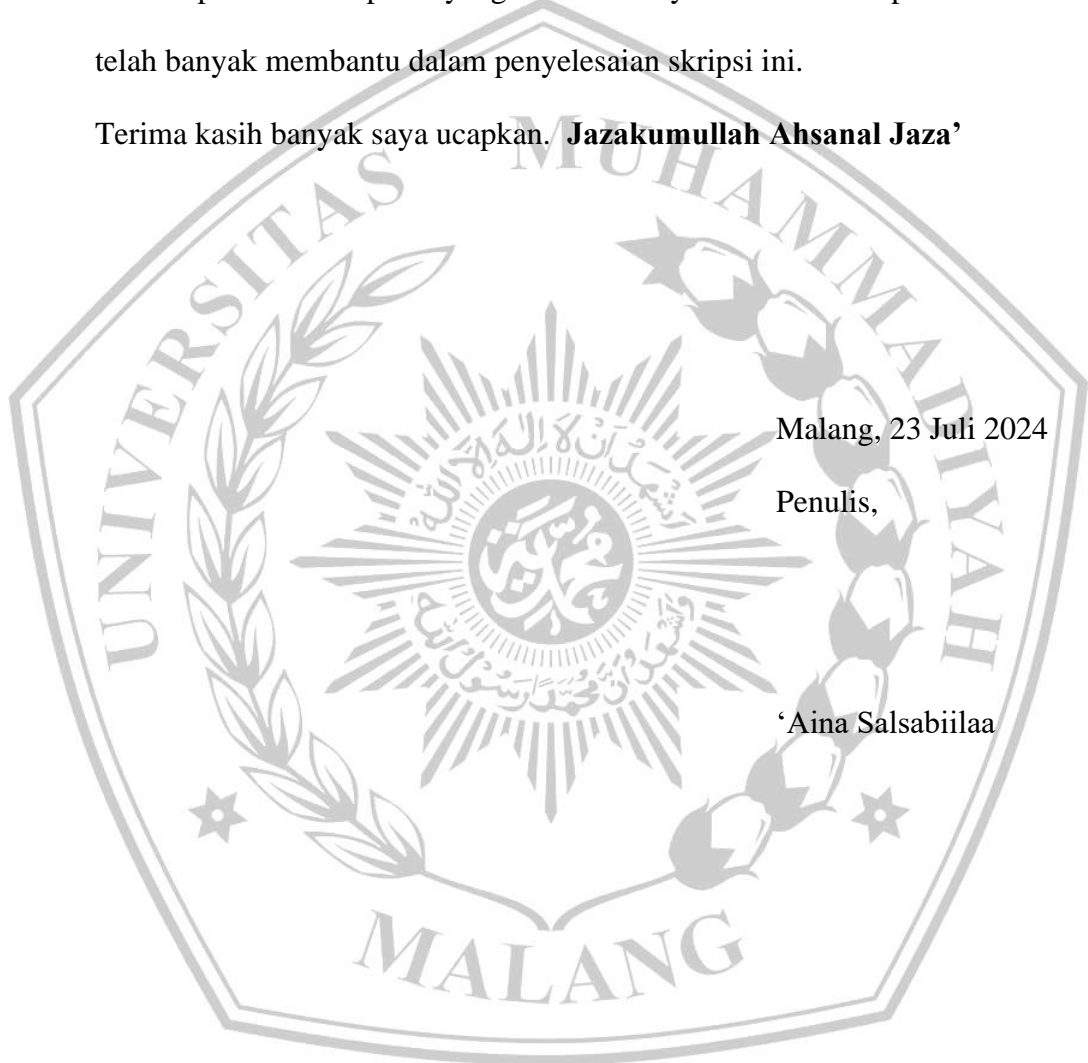 telah banyak membantu dalam penyelesaian skripsi ini.
Terima kasih banyak saya ucapkan. Jazakumullah Ahsanal Jaza’
UNIVERSITAS MUHAMMADIYAH
Malang, 23 Juli 2024
Penulis,
‘Aina Salsabiilaa
MALANG